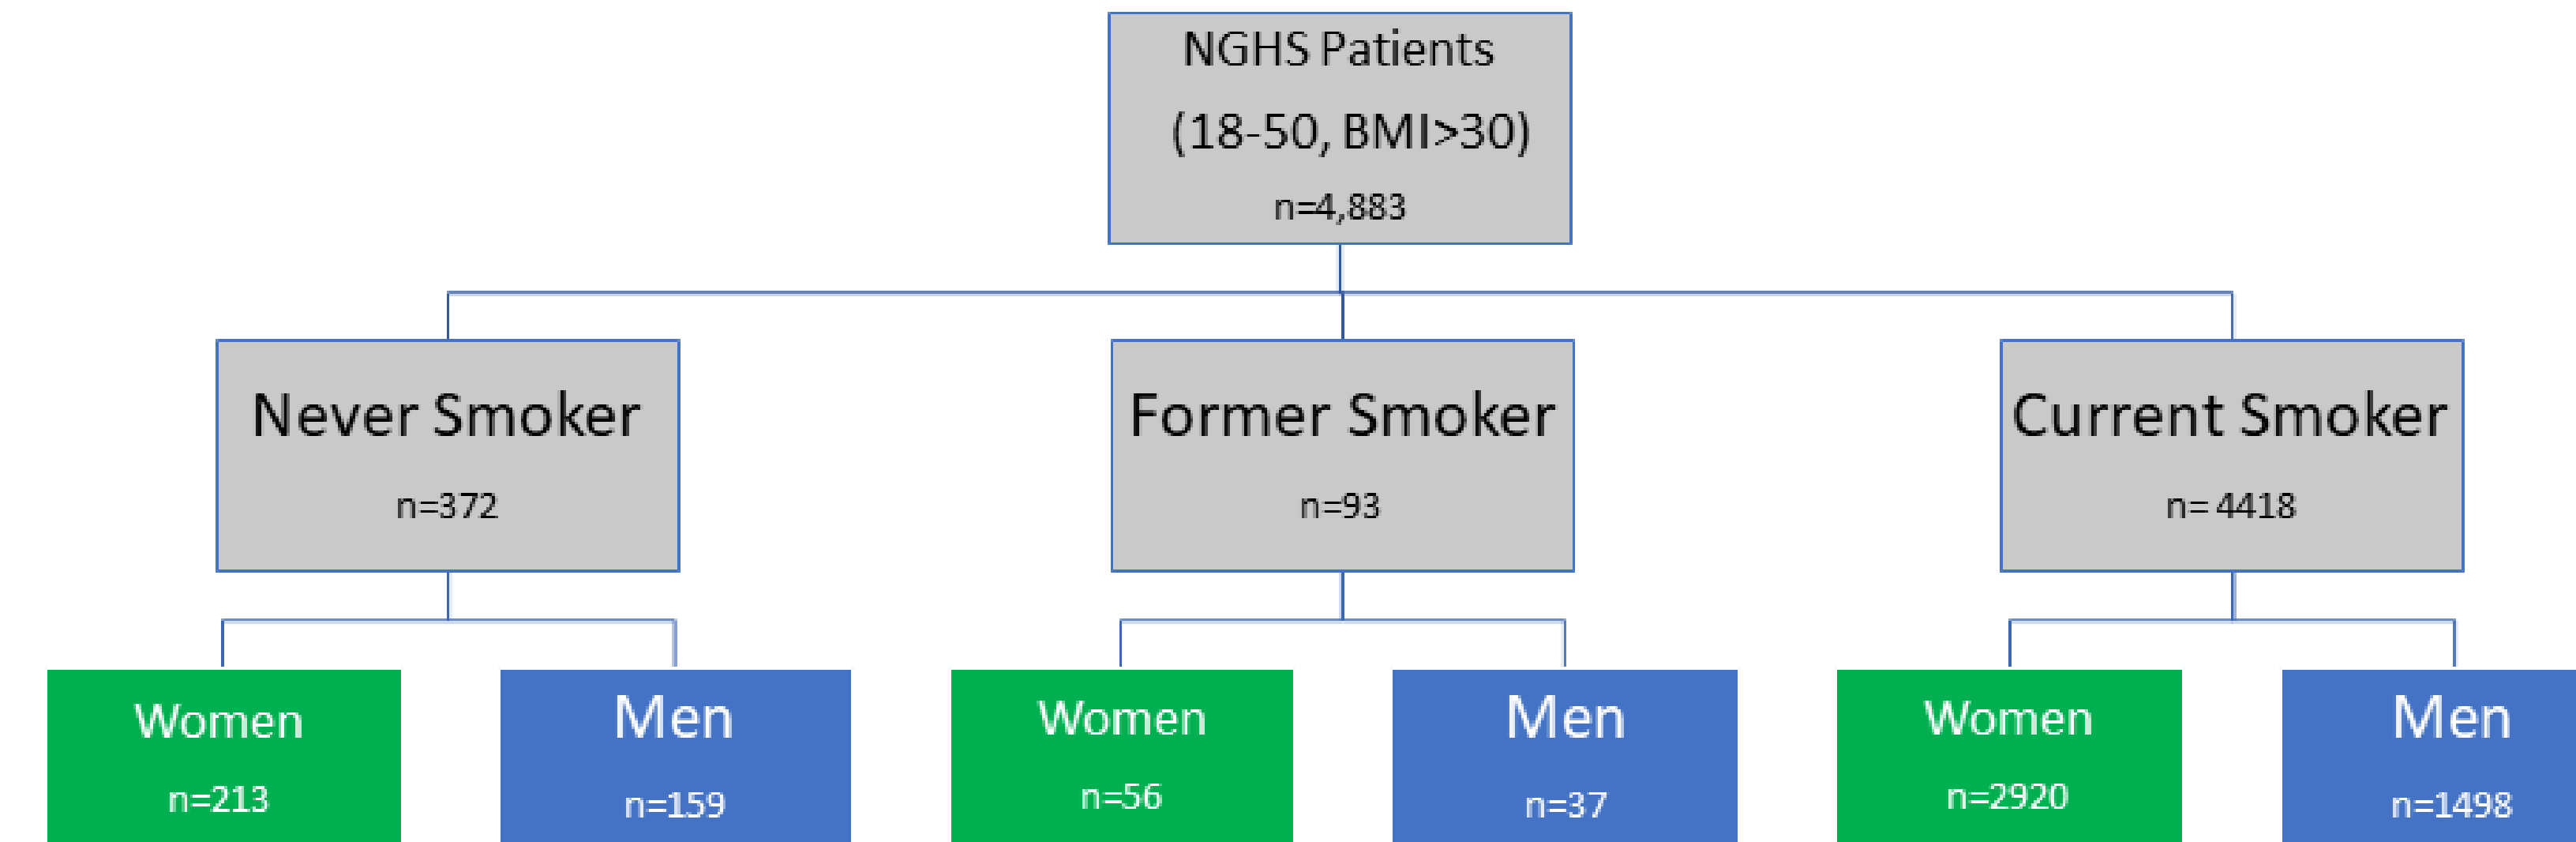 NGHS Patients
(18-50, BMI>30)
n=4,883
Never Smoker
n=372
Former Smoker
n=93
Current Smoker
n= 4418
Women
n=213
Men
n=159
Women
n=56
Men
n=37
Women
n=2920
Men
n=1498